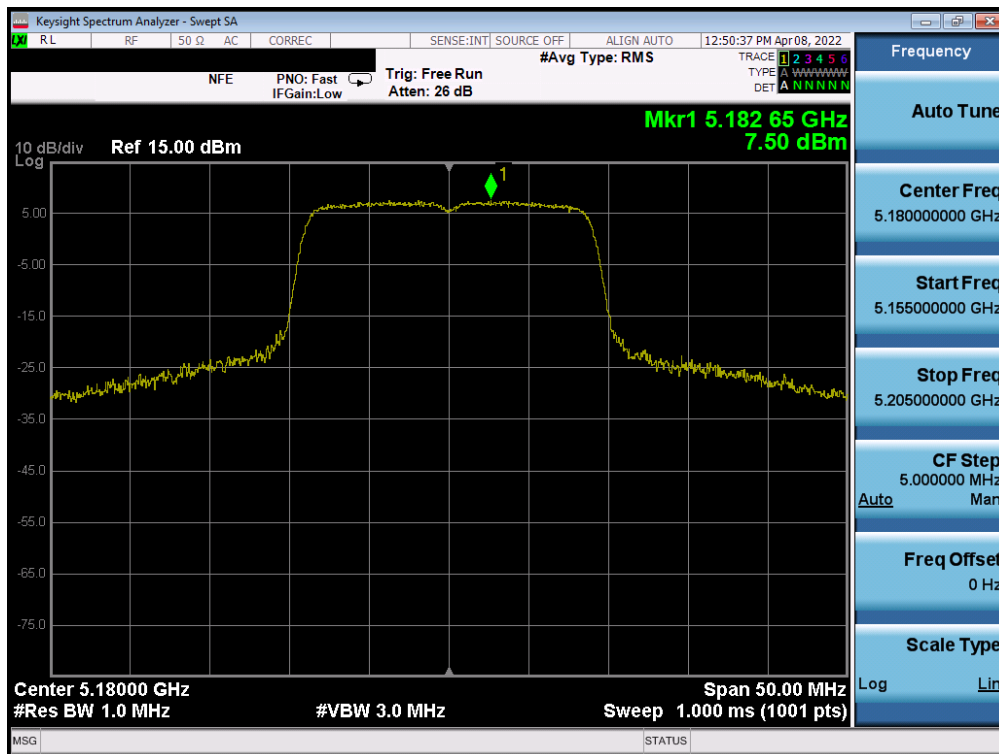 Keysight Spectrum Analyzer - Swept SA
LXI RL RF 50 Ω AC CORREC SENSE:INT SOURCE OFF ALIGN AUTO 12:50:37 PM Apr 08, 2022
NFE PNO: Fast Trig: Free Run #Avg Type: RMS TRACE 1 2 3 4 5 6
IFGain:Low Atten: 26 dB TYPE A WWWWW
DET A N N N N N
Mkr1 5.182 65 GHz
7.50 dBm
10 dB/div Ref 15.00 dBm
Log
1
5.00
-5.00
-15.0
-25.0
-35.0
-45.0
-55.0
-65.0
-75.0
Center 5.18000 GHz Span 50.00 MHz
#Res BW 1.0 MHz #VBW 3.0 MHz Sweep 1.000 ms (1001 pts)
MSG STATUS
Frequency
Auto Tune
Center Freq
5.180000000 GHz
Start Freq
5.155000000 GHz
Stop Freq
5.205000000 GHz
CF Step
5.000000 MHz
Auto Man
Freq Offset
0 Hz
Scale Type
Log Lin